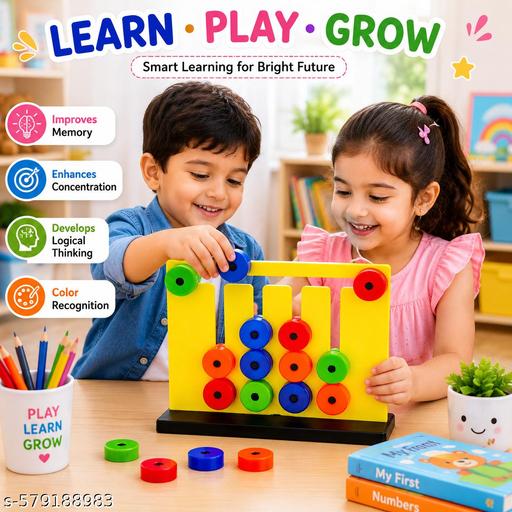 LEARN • PLAY • GROW
Smart Learning for Bright Future
Improves
Memory
Enhances
Concentration
Develops
Logical
Thinking
Color
Recognition
PLAY
LEARN
GROW
My First
My First
Numbers
s-579188983